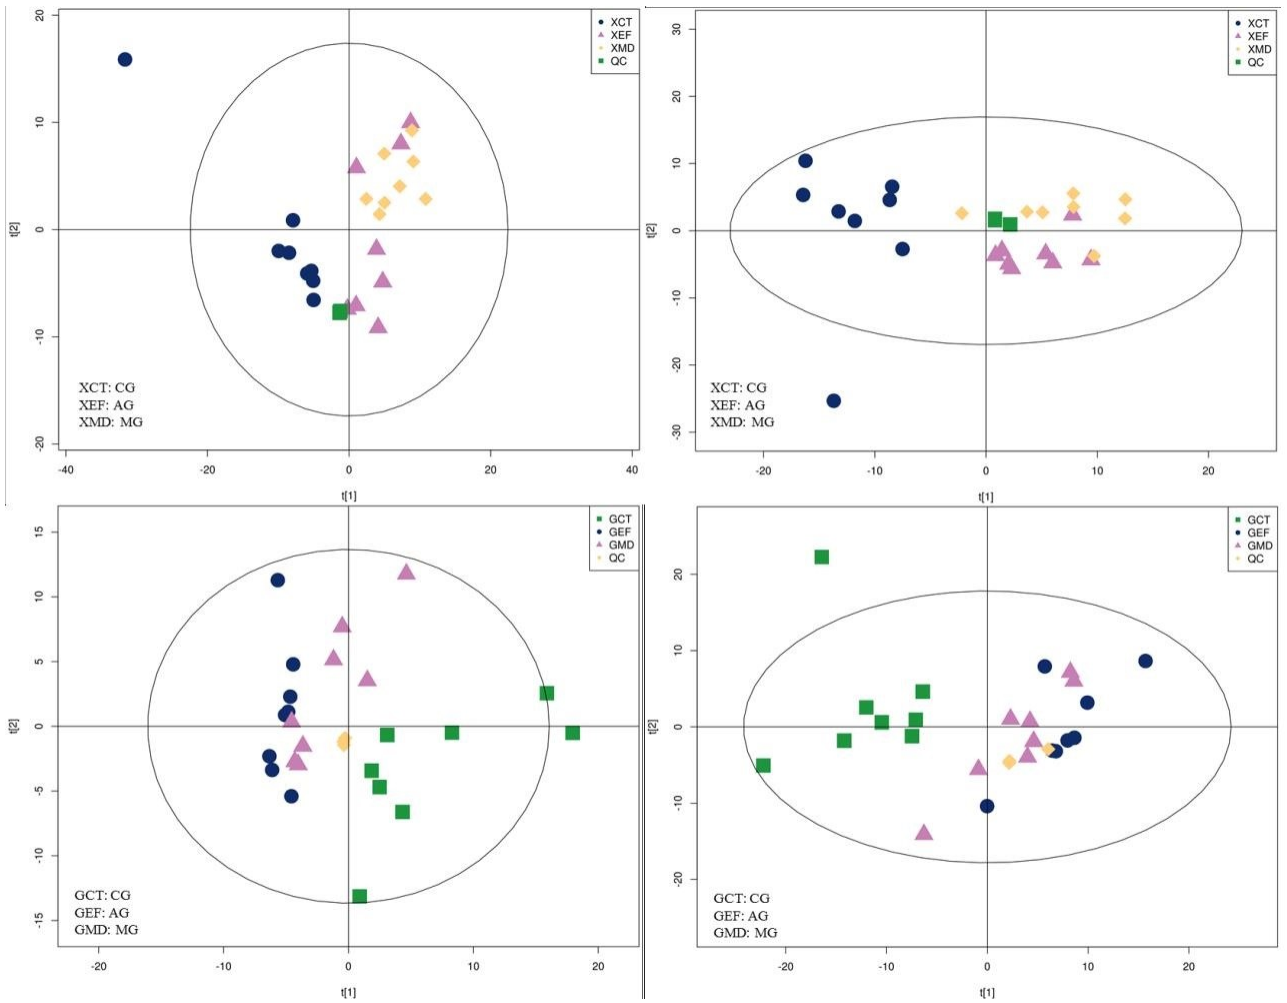 20
10
0
-10
-20
t[2]
XCT
XEF
XMD
QC
XCT: CG
XEF: AG
XMD: MG
-40
-20
0
20
40
t[1]
30
20
10
0
-10
-20
-30
t[2]
XCT
XEF
XMD
QC
XCT: CG
XEF: AG
XMD: MG
-20
-10
0
10
20
t[1]
15
10
5
0
-5
-10
-15
t[2]
GCT
GEF
GMD
QC
GCT: CG
GEF: AG
GMD: MG
-20
-10
0
10
20
t[1]
20
10
0
-10
-20
t[2]
GCT
GEF
GMD
QC
GCT: CG
GEF: AG
GMD: MG
-20
-10
0
10
20
t[1]